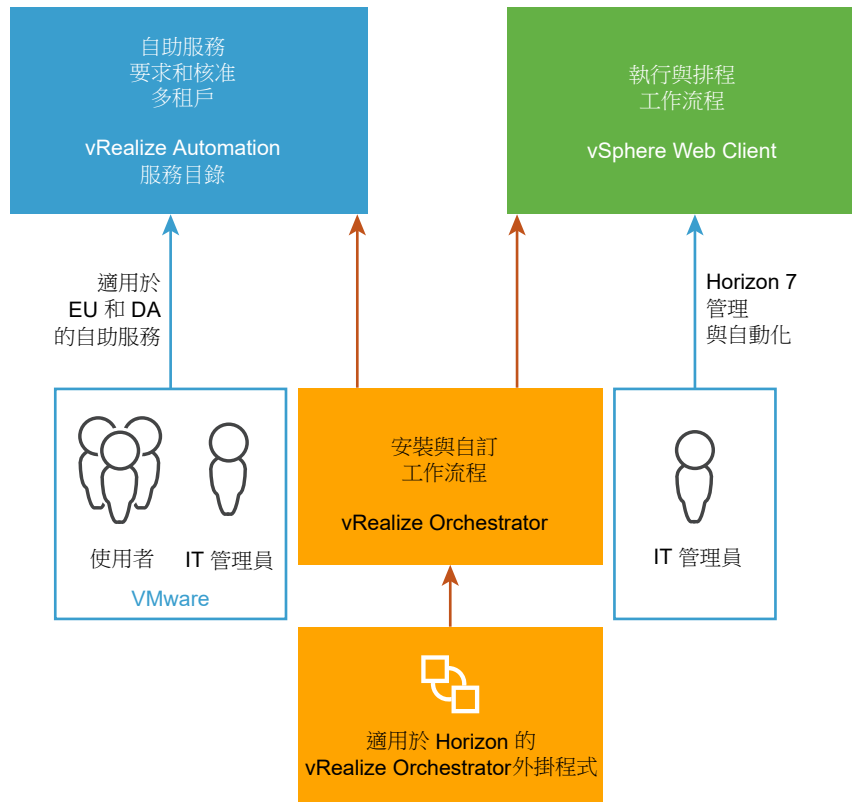 自助服務
要求和核准
多租戶
vRealize Automation
服務目錄
執行與排程
工作流程
vSphere Web Client
適用於
EU 和 DA
的自助服務
Horizon 7
管理
與自動化
使用者
IT 管理員
VMware
安裝與自訂
工作流程
vRealize Orchestrator
IT 管理員
適用於 Horizon 的
vRealize Orchestrator外掛程式